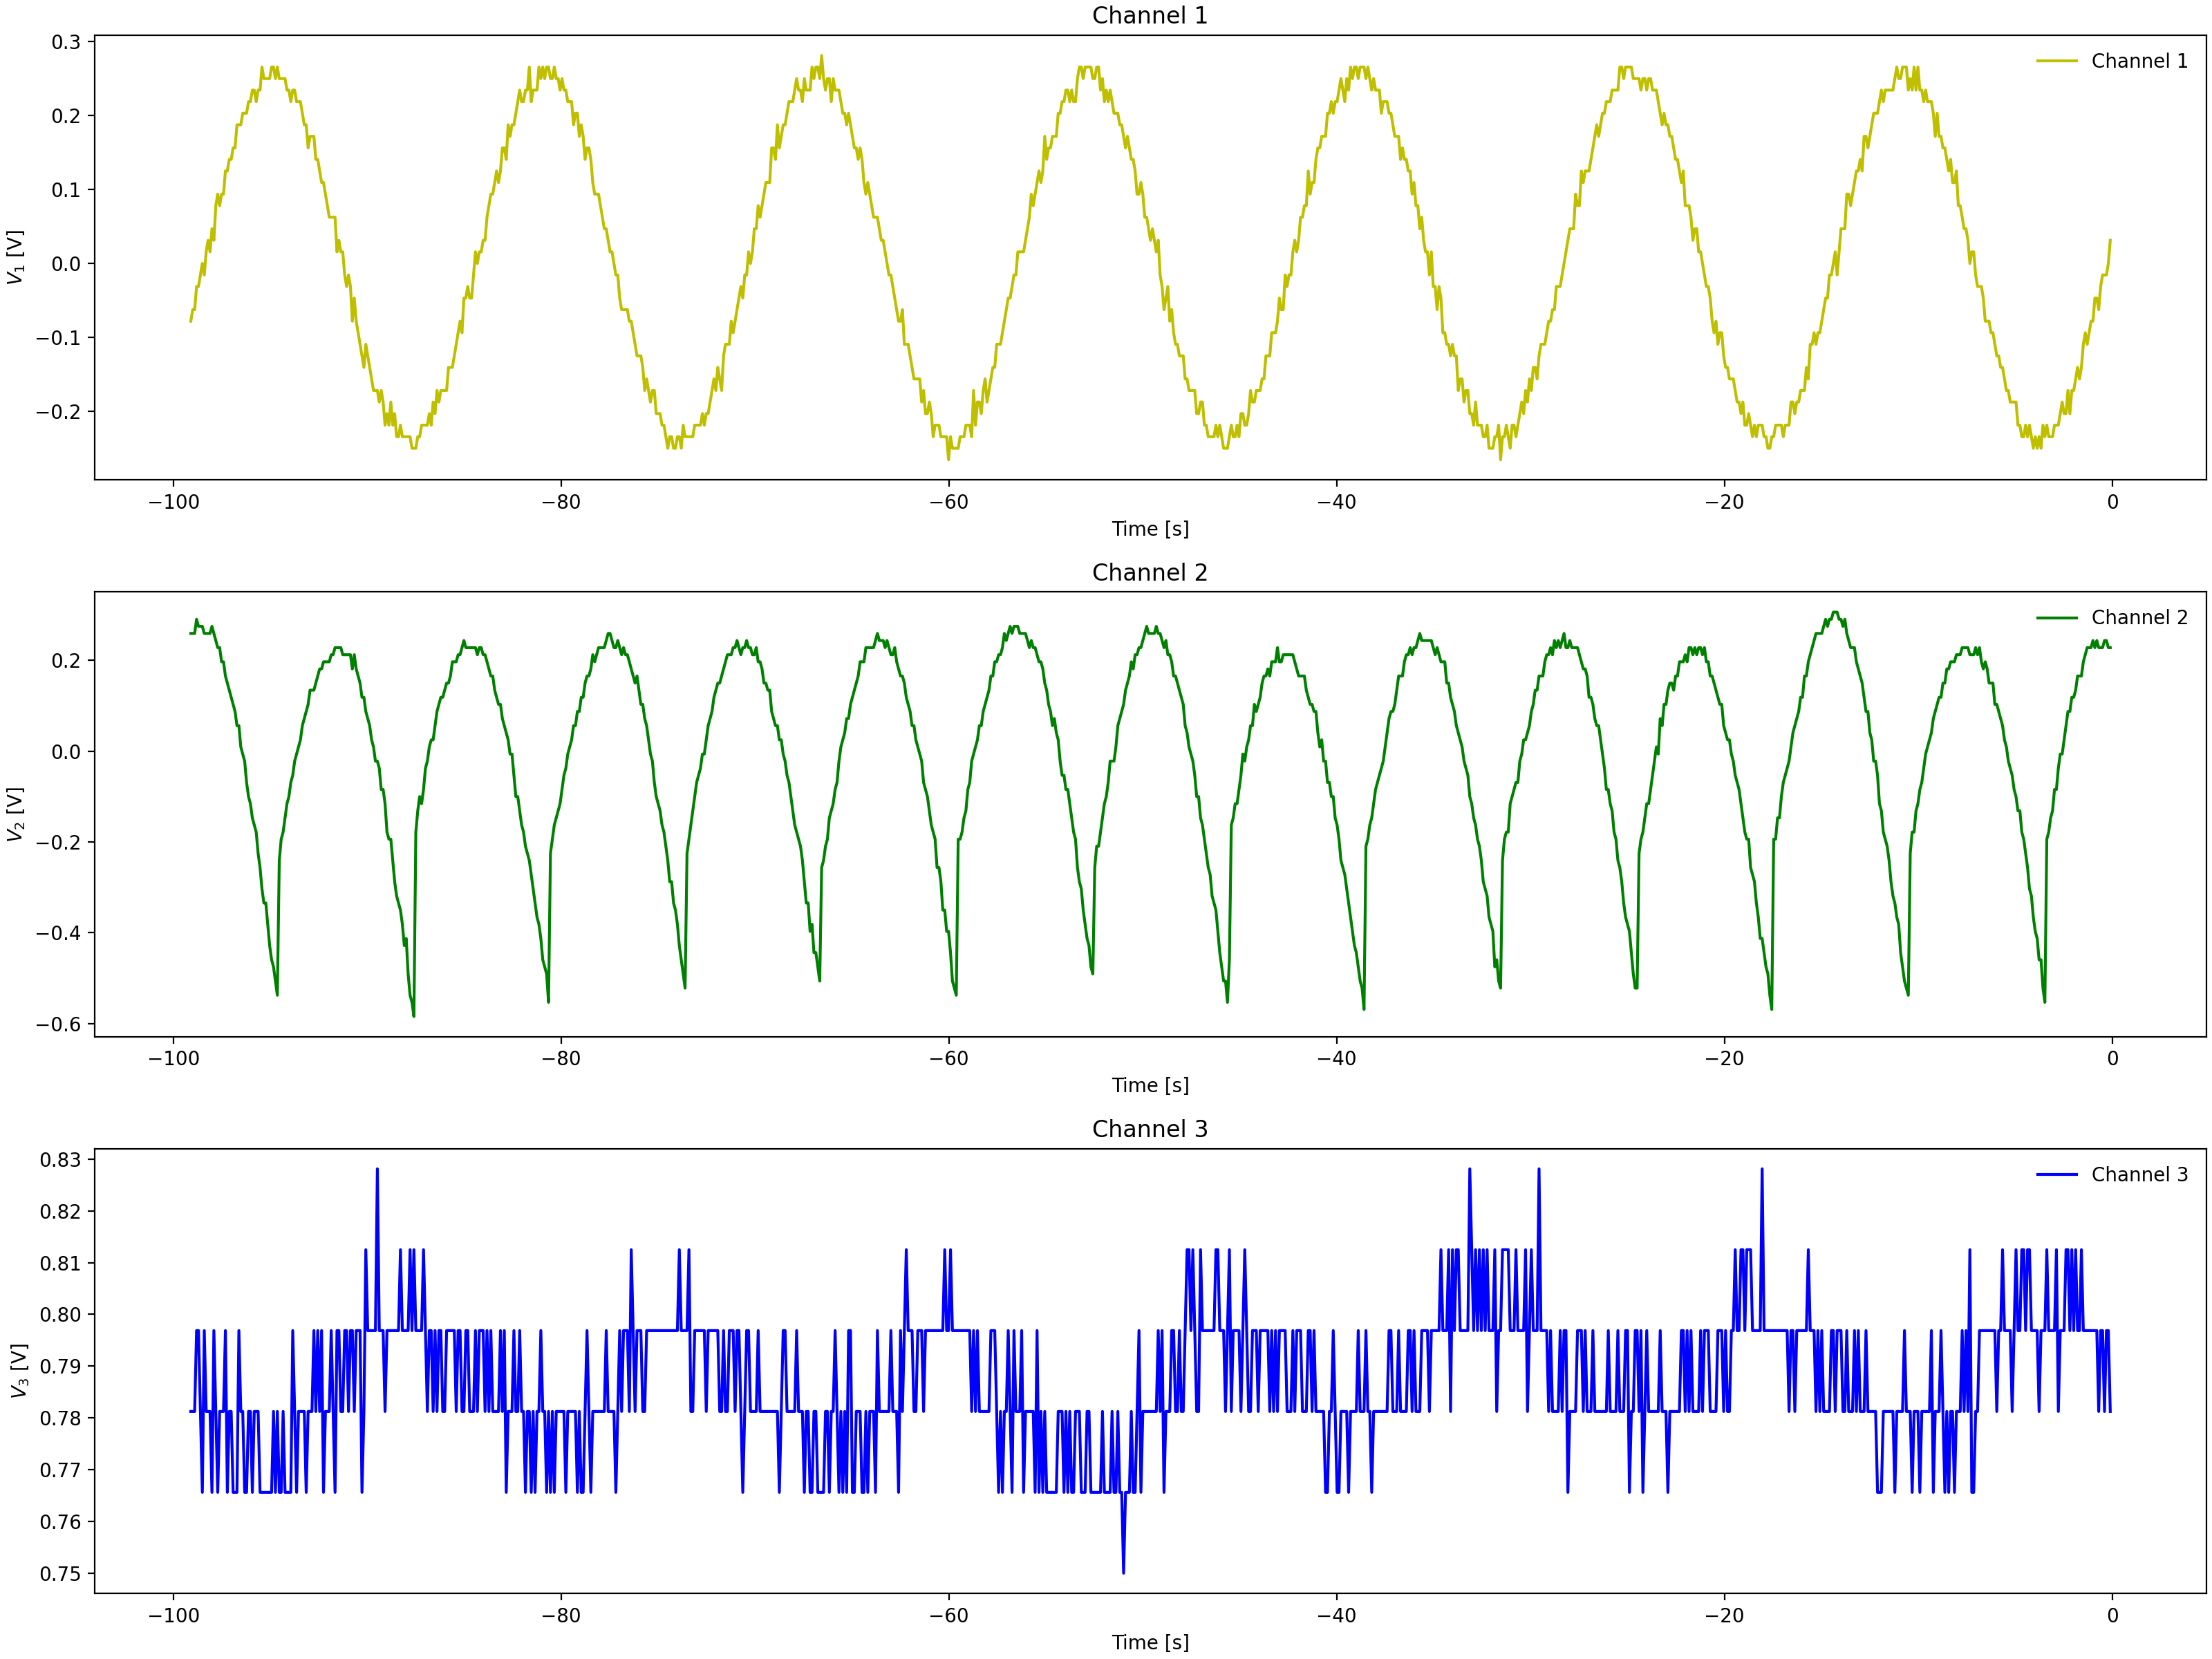 Channel 1
0.3
0.2
0.1
0.0
−0.1
−0.2
V1 [V]
Channel 1
−100 −80 −60 −40 −20 0
Time [s]
Channel 2
0.2
0.0
−0.2
−0.4
−0.6
V2 [V]
Channel 2
−100 −80 −60 −40 −20 0
Time [s]
Channel 3
0.83
0.82
0.81
0.80
0.79
0.78
0.77
0.76
0.75
V3 [V]
Channel 3
−100 −80 −60 −40 −20 0
Time [s]